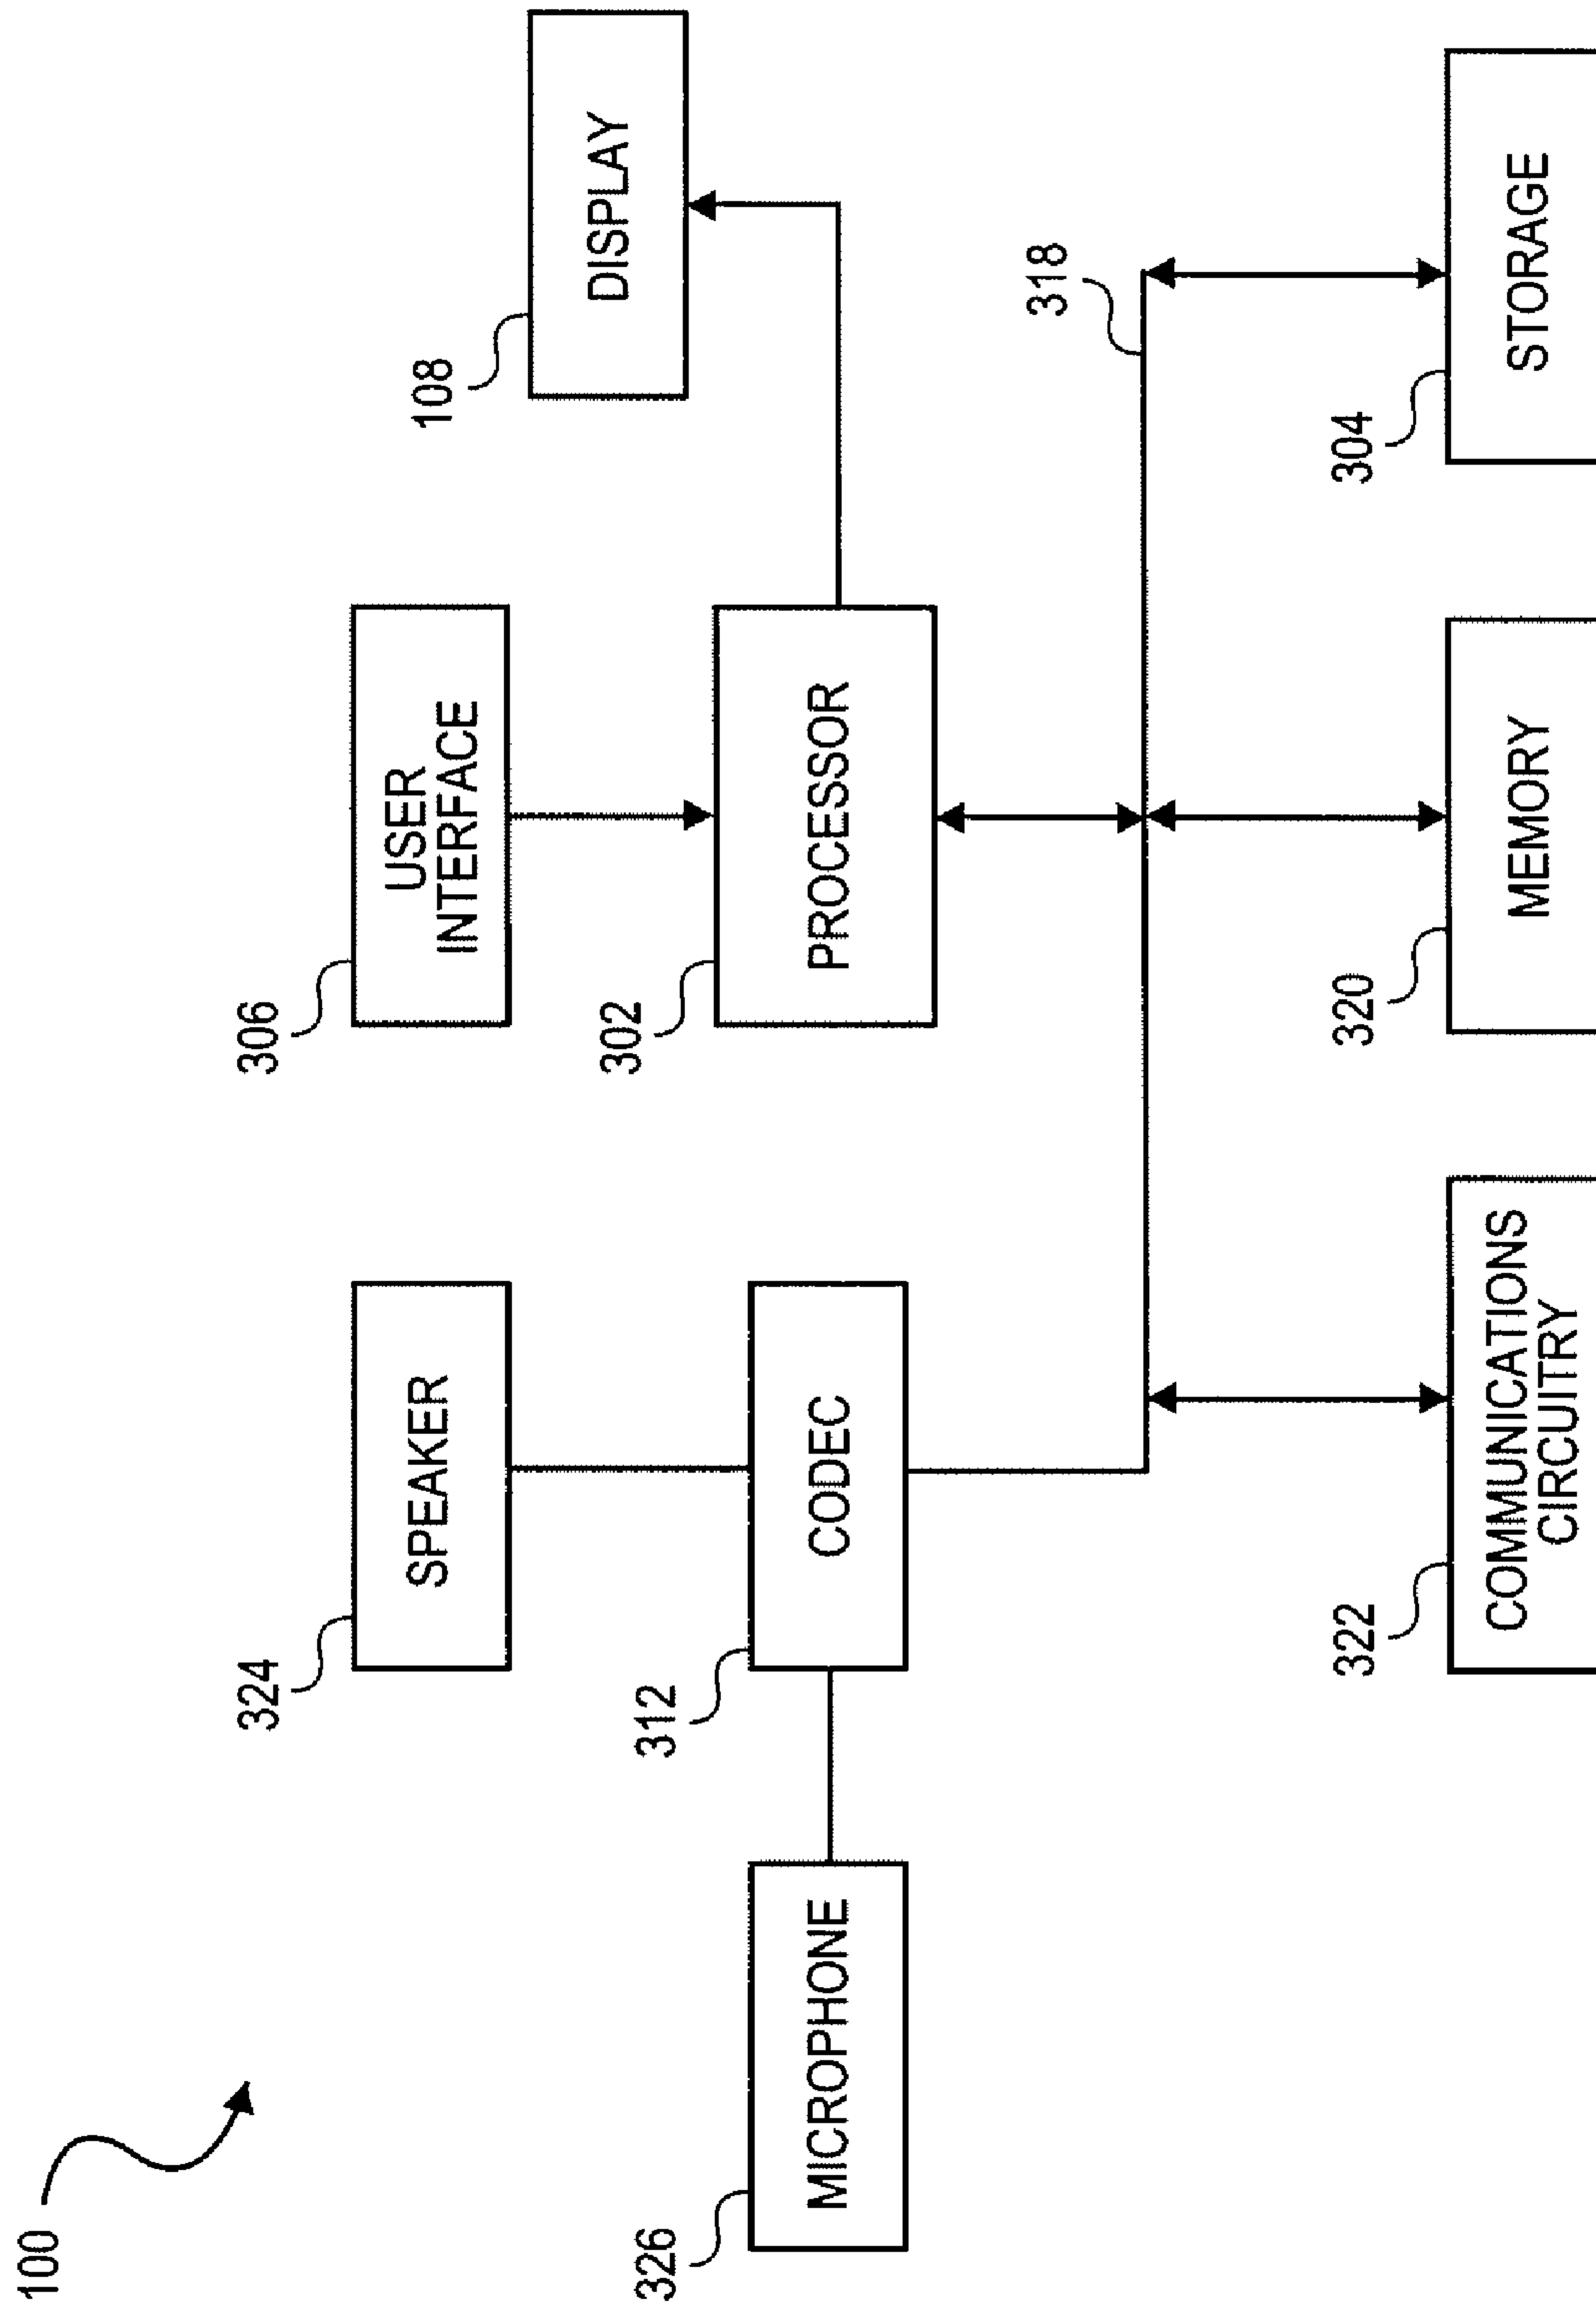 100
324
SPEAKER
306
USER
INTERFACE
108
DISPLAY
326
MICROPHONE
312
CODEC
302
PROCESSOR
318
322
COMMUNICATIONS
CIRCUITRY
320
MEMORY
304
STORAGE